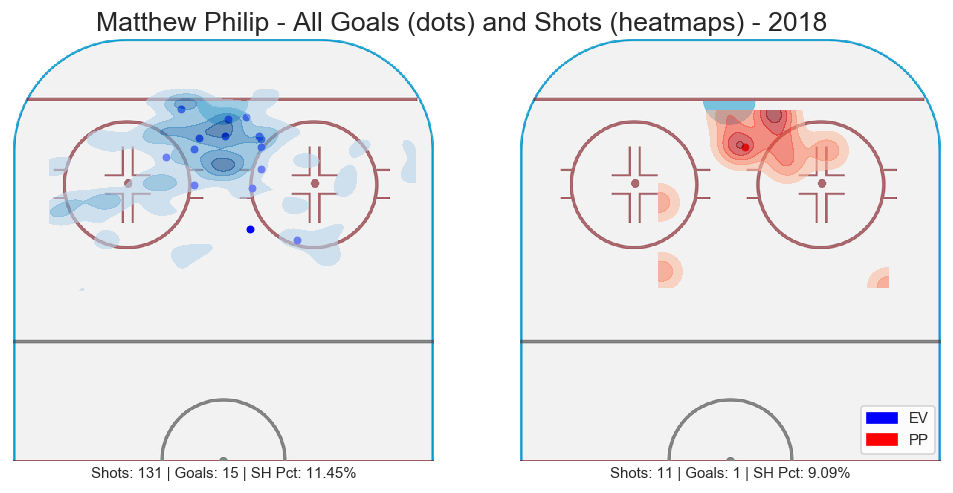 Matthew Philip - All Goals (dots) and Shots (heatmaps) - 2018
EV
PP
Shots: 131 | Goals: 15 | SH Pct: 11.45%
Shots: 11 | Goals: 1 | SH Pct: 9.09%